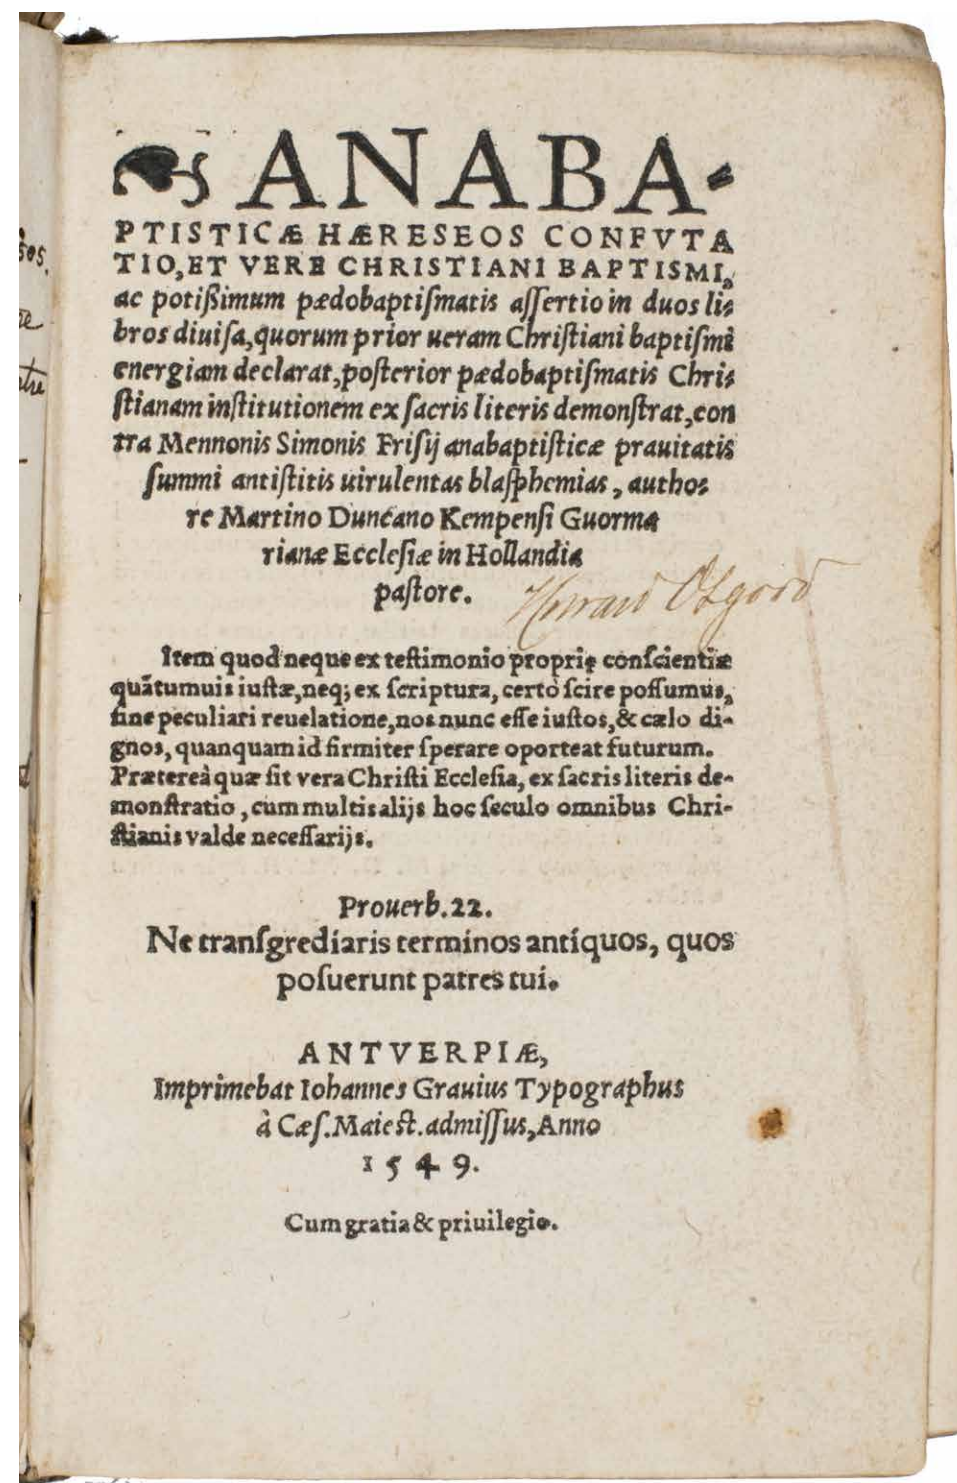 ANABA-
PTISTICÆ HÆRESEOS CONFVTA
TIO, ET VERE CHRISTIANI BAPTISMI,
ac potißimum pædobaptiſmatis aſſertio in duos li-
bros diuiſa, quorum prior ueram Chriſtiani baptiſmi
energiam declarat, poſterior pædobaptiſmatis Chri-
ſtianam inſtitutionem ex ſacris literis demonſtrat, con
tra Mennonis Simonis Friſij anabaptiſticæ prauitatis
ſummi antiſtitis uirulentas blaſphemias, autho-
re Martino Duncano Kempenſi Guorma
rianæ Eccleſiæ in Hollandia
paſtore.
Howard Osgood
Item quod neque ex teſtimonio proprię conſcientiæ
quãtumuis iuſtæ, neq; ex ſcriptura, certò ſcire poſſumus,
ſine peculiari reuelatione, nos nunc eſſe iuſtos, & cælo di-
gnos, quanquam id firmiter ſperare oporteat futurum.
Prætereà quæ ſit vera Chriſti Eccleſia, ex ſacris literis de-
monſtratio, cum multis alijs hoc ſeculo omnibus Chri-
ſtianis valde neceſſarijs.
Prouerb. 22.
Ne tranſgrediaris terminos antiquos, quos
poſuerunt patres tui.
ANTVERPIÆ,
Imprimebat Iohannes Grauius Typographus
à Cæſ. Maieſt. admiſſus, Anno
1549.
Cum gratia & priuilegio.